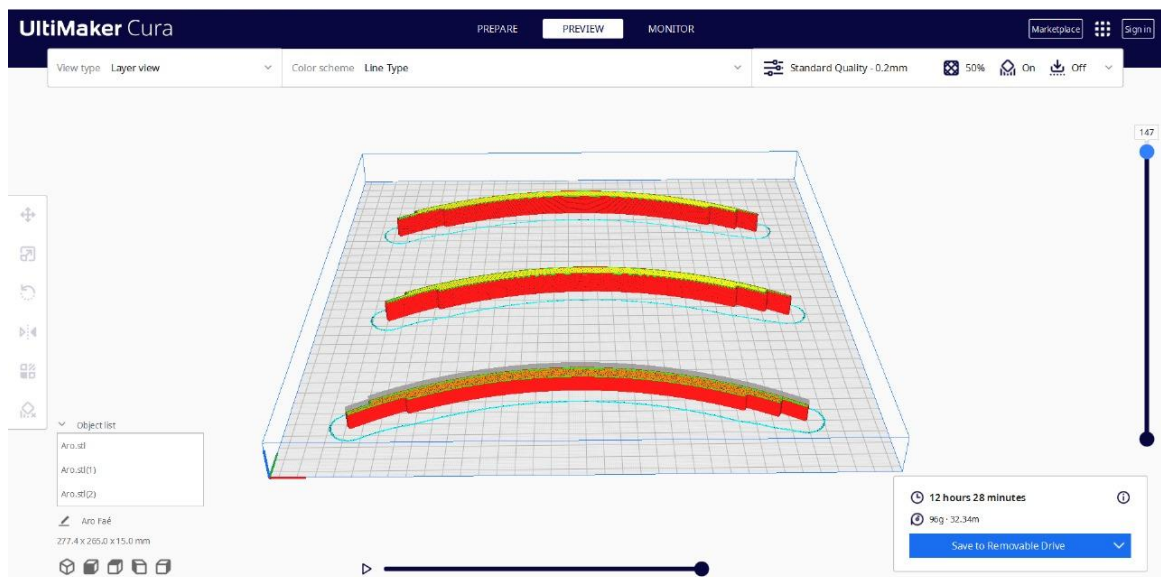 UltiMaker Cura
PREPARE
PREVIEW
MONITOR
Marketplace
Sign in
View type Layer view
Color scheme Line Type
Standard Quality - 0.2mm
50%
On
Off
147
Object list
Aro.stl
Aro.stl(1)
Aro.stl(2)
Aro Faé
277.4 x 265.0 x 15.0 mm
12 hours 28 minutes
96g · 32.34m
Save to Removable Drive